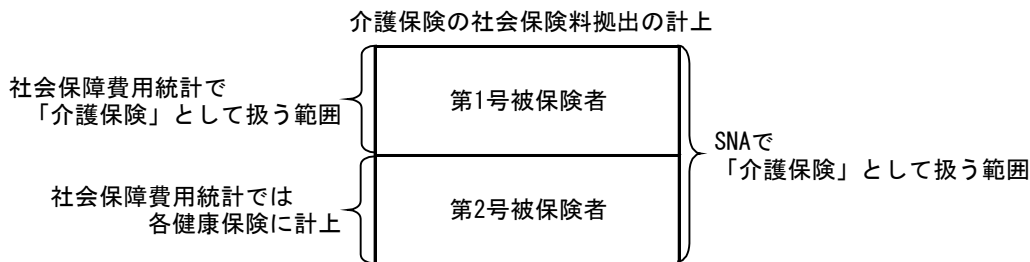 介護保険の社会保険料拠出の計上
社会保障費用統計で
「介護保険」として扱う範囲
第1号被保険者
SNAで
「介護保険」として扱う範囲
社会保障費用統計では
各健康保険に計上
第2号被保険者